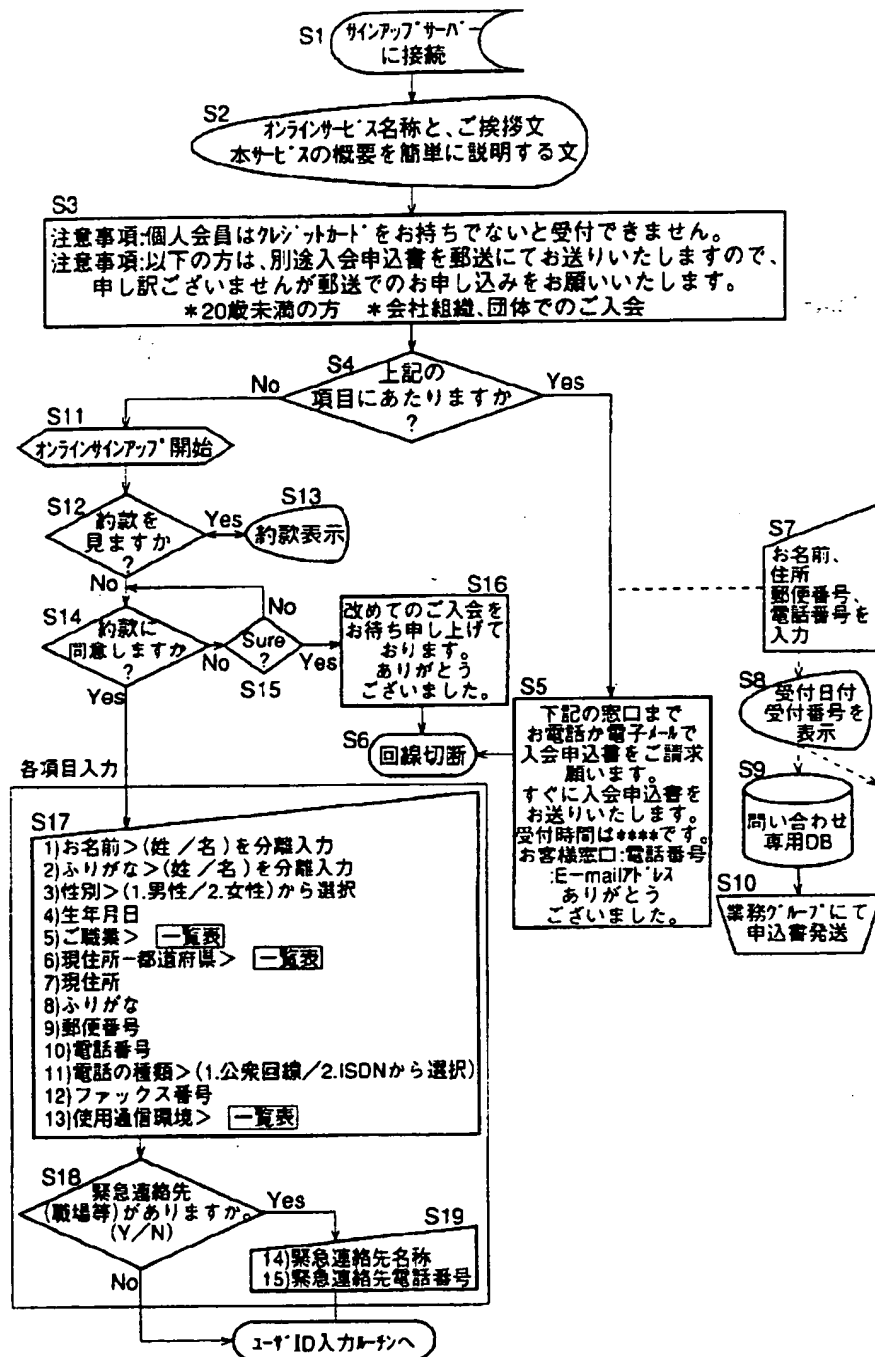 S1
サインアップサーバ
に接続
S2
オンラインサービス名称と、ご挨拶文
本サービスの概要を簡単に説明する文
S3
注意事項:個人会員はクレジットカードをお持ちでないと受付できません。
注意事項:以下の方は、別途入会申込書を郵送にてお送りいたしますので、
申し訳ございませんが郵送でのお申し込みをお願いいたします。
*20歳未満の方 *会社組織、団体でのご入会
S4
上記の
項目にあたりますか
?
No
Yes
S11
オンラインサインアップ開始
S12
約款を
見ますか
?
Yes
No
S13
約款表示
S14
約款に
同意しますか
?
No
Yes
Sure
?
No
Yes
S15
S16
改めてのご入会を
お待ち申し上げて
おります。
ありがとう
ございました。
S6
回線切断
S5
下記の窓口まで
お電話か電子メールで
入会申込書をご請求
願います。
すぐに入会申込書を
お送りいたします。
受付時間は****です。
お客様窓口:電話番号
:E-mailアドレス
ありがとう
ございました。
S7
お名前、
住所
郵便番号、
電話番号を
入力
S8
受付日付
受付番号を
表示
S9
問い合わせ
専用DB
S10
業務グループにて
申込書発送
各項目入力
S17
1)お名前>(姓/名)を分離入力
2)ふりがな>(姓/名)を分離入力
3)性別>(1.男性/2.女性)から選択
4)生年月日
5)ご職業> 一覧表
6)現住所-都道府県> 一覧表
7)現住所
8)ふりがな
9)郵便番号
10)電話番号
11)電話の種類>(1.公衆回線/2.ISDNから選択)
12)ファックス番号
13)使用通信環境> 一覧表
S18
緊急連絡先
(職場等)がありますか。
(Y/N)
Yes
No
S19
14)緊急連絡先名称
15)緊急連絡先電話番号
ユーザID入力ルーチンへ